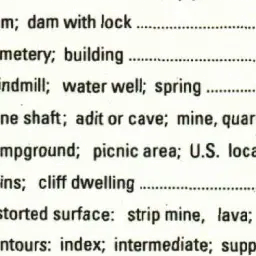 m; dam with lock
metery; building
indmill; water well; spring
ne shaft; adit or cave; mine, quar
mpground; picnic area; U.S. loca
ins; cliff dwelling
storted surface: strip mine, lava;
ntours: index; intermediate; supp